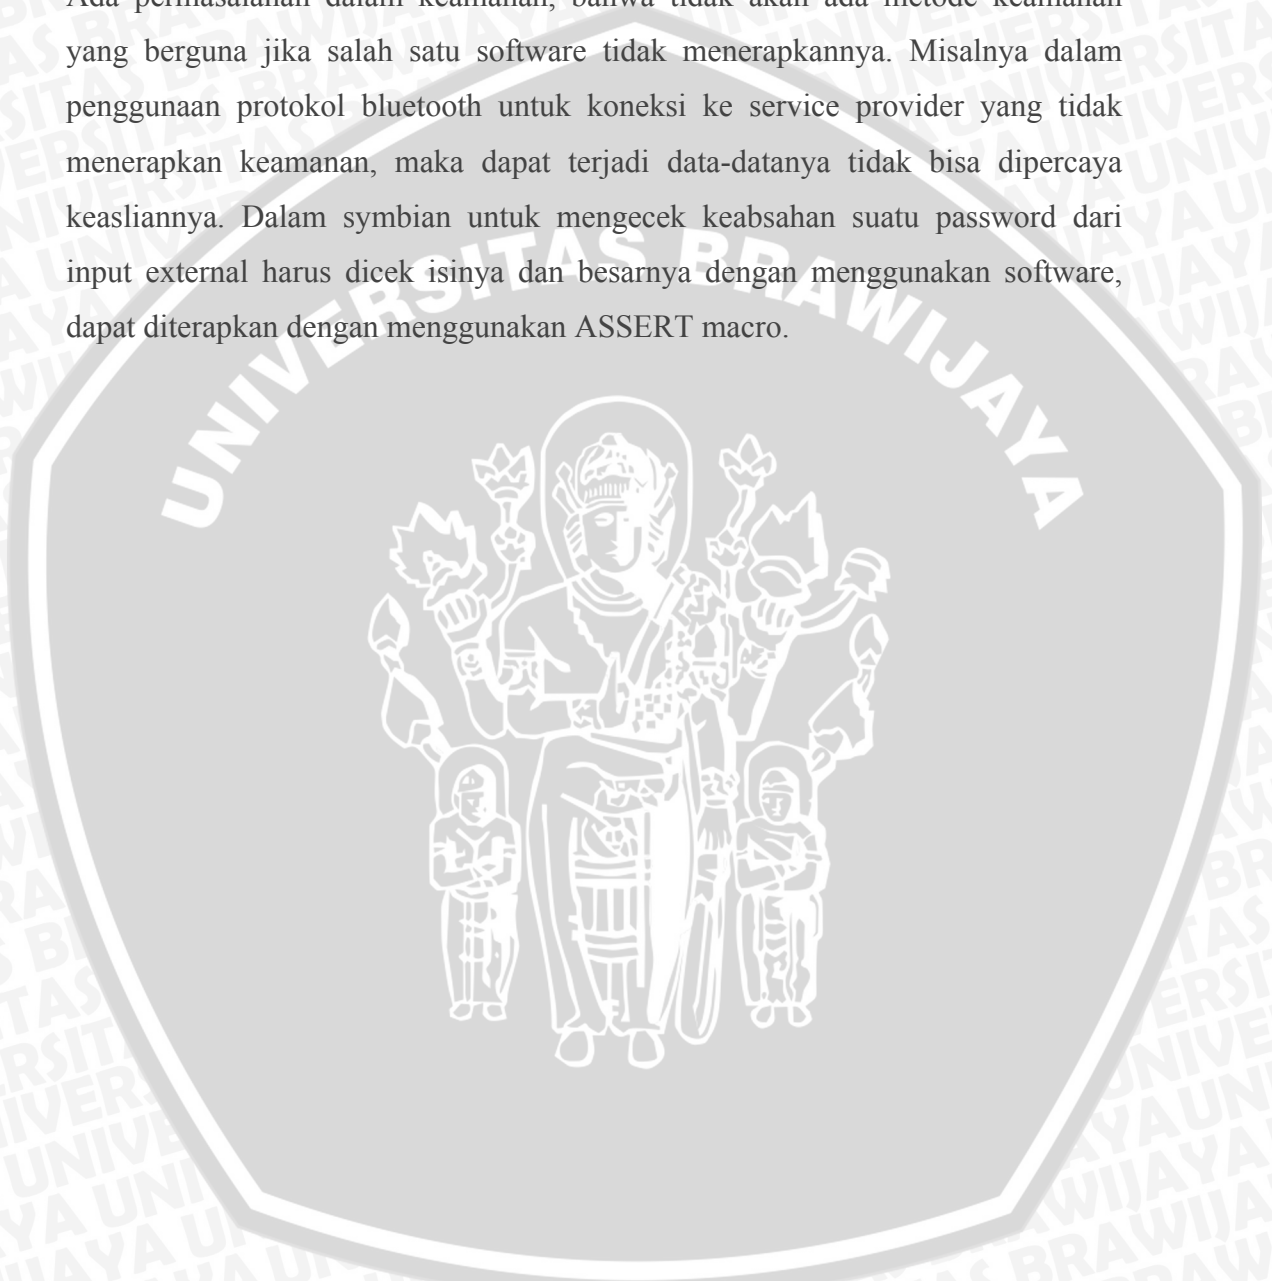 Ada permasalahan dalam keamanan, bahwa tidak akan ada metode keamanan
yang berguna jika salah satu software tidak menerapkannya. Misalnya dalam
penggunaan protokol bluetooth untuk koneksi ke service provider yang tidak
menerapkan keamanan, maka dapat terjadi data-datanya tidak bisa dipercaya
keasliannya. Dalam symbian untuk mengecek keabsahan suatu password dari
input external harus dicek isinya dan besarnya dengan menggunakan software,
dapat diterapkan dengan menggunakan ASSERT macro.
UNIVERSITAS BRAWIJAYA